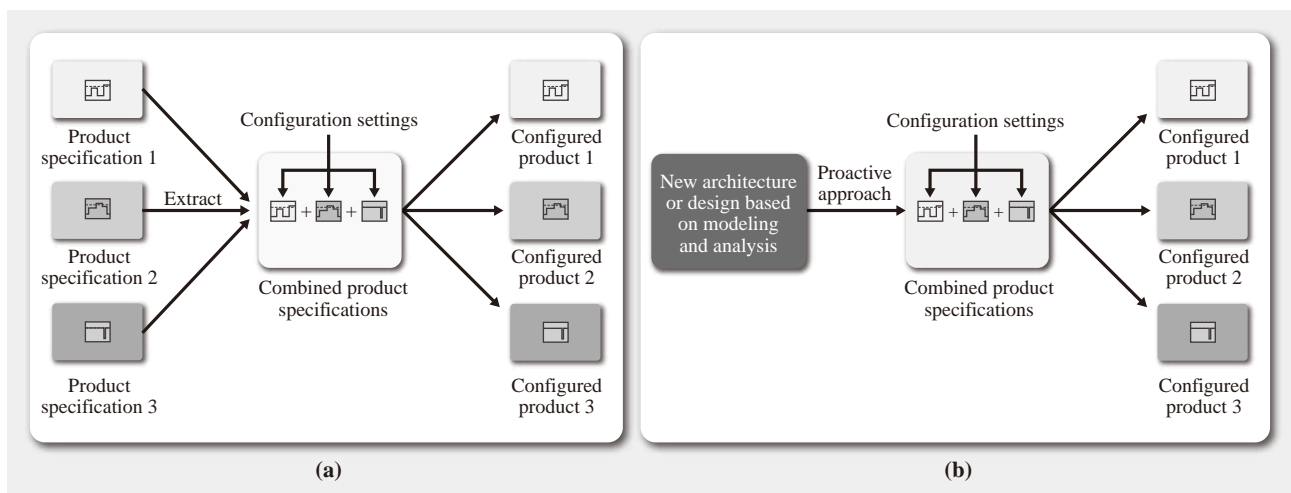 Product
specification 1
Product
specification 2
Product
specification 3
Extract
Configuration settings
+ +
Combined product
specifications
Configured
product 1
Configured
product 2
Configured
product 3
(a)
New architecture
or design based
on modeling
and analysis
Proactive
approach
Configuration settings
+ +
Combined product
specifications
Configured
product 1
Configured
product 2
Configured
product 3
(b)